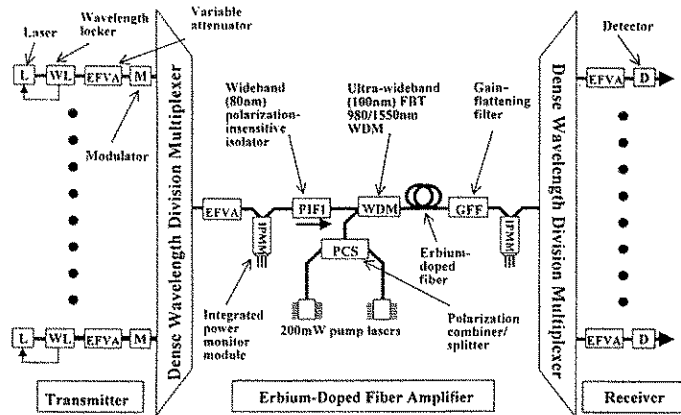 Laser
Wavelength
locker
Variable
attenuator
L
WL
EFVA
M
Modulator
Dense Wavelength Division Multiplexer
Wideband
(80nm)
polarization-
insensitive
isolator
Ultra-wideband
(100nm) FBT
980/1550nm
WDM
Gain-
flattening
filter
Dense Wavelength Division Multiplexer
Detector
EFVA
D
EFVA
IPMM
PIFI
WDM
GFF
IPMM
PCS
Erbium-
doped
fiber
Integrated
power
monitor
module
200mW pump lasers
Polarization
combiner/
splitter
L
WL
EFVA
M
EFVA
D
Transmitter
Erbium-Doped Fiber Amplifier
Receiver